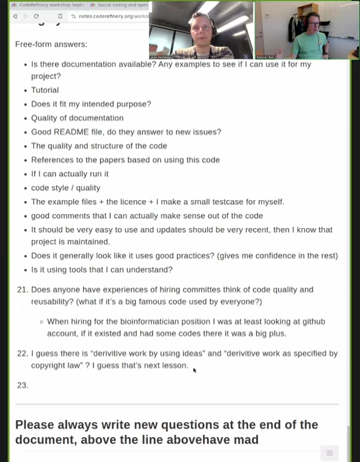 CodeRefinery workshop Sept
Social coding and open
notes.coderefinery.org/works
Free-form answers:
Is there documentation available? Any examples to see if I can use it for my
project?
Tutorial
Does it fit my intended purpose?
Quality of documentation
Good README file, do they answer to new issues?
The quality and structure of the code
References to the papers based on using this code
If I can actually run it
code style / quality
The example files + the licence + I make a small testcase for myself.
good comments that I can actually make sense out of the code
It should be very easy to use and updates should be very recent, then I know that
project is maintained.
Does it generally look like it uses good practices? (gives me confidence in the rest)
Is it using tools that I can understand?
21. Does anyone have experiences of hiring committees think of code quality and
reusability? (what if it's a big famous code used by everyone?)
When hiring for the bioinformatician position I was at least looking at github
account, if it existed and had some codes there it was a big plus.
22. I guess there is "derivitive work by using ideas" and "derivitive work as specified by
copyright law" ? I guess that's next lesson.
23.
Please always write new questions at the end of the
document, above the line abovehave mad